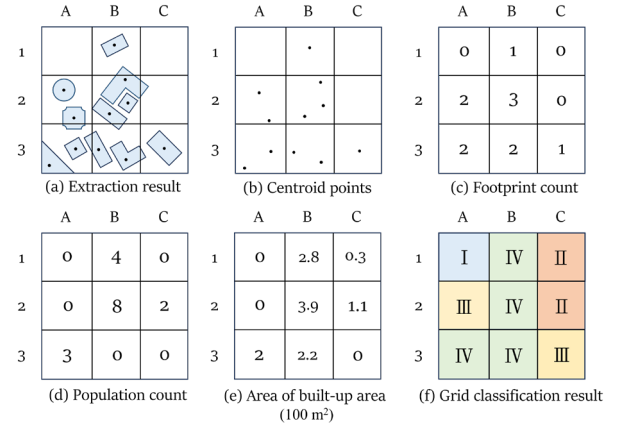 A B C
1
2
3
(a) Extraction result
A B C
1
2
3
(b) Centroid points
A B C
1 0 1 0
2 2 3 0
3 2 2 1
(c) Footprint count
A B C
1 0 4 0
2 0 8 2
3 3 0 0
(d) Population count
A B C
1 0 2.8 0.3
2 0 3.9 1.1
3 2 2.2 0
(e) Area of built-up area
(100 m²)
A B C
1 Ⅰ Ⅳ Ⅱ
2 Ⅲ Ⅳ Ⅱ
3 Ⅳ Ⅳ Ⅲ
(f) Grid classification result